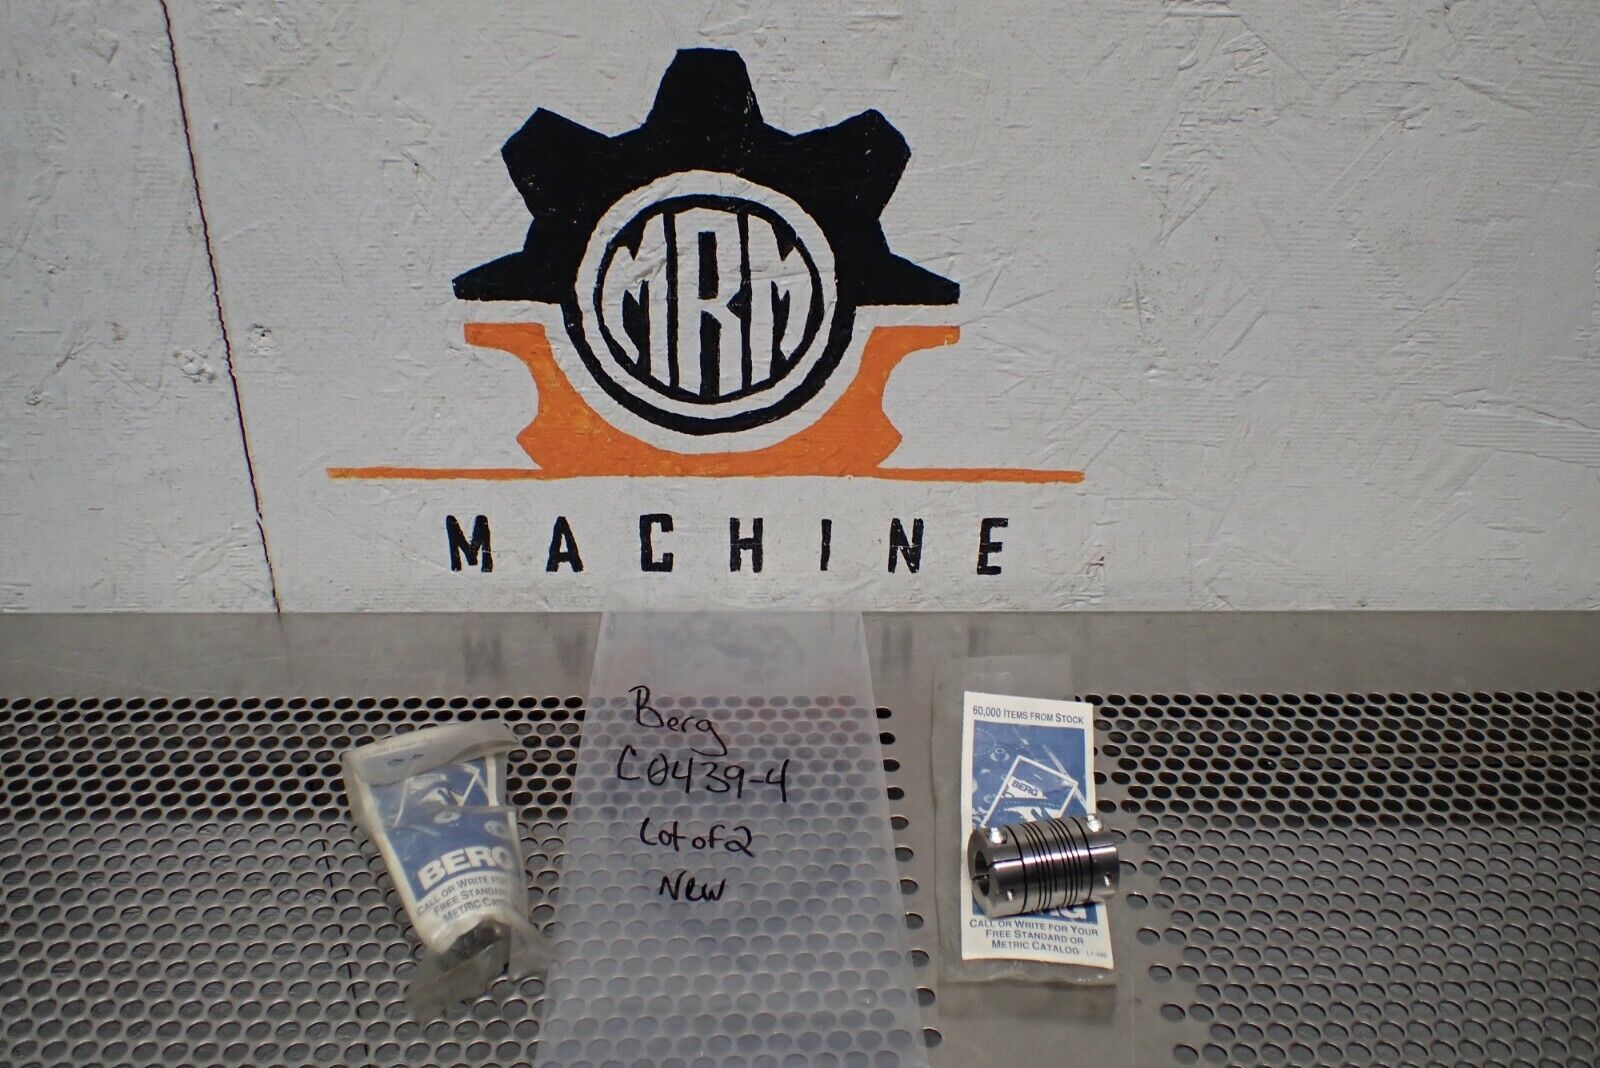 MRM
MACHINE
Berg
C0439-4
Lot of 2
New
BERG
CALL OR WRITE FOR
FREE STANDARD
METRIC
60,000 ITEMS FROM STOCK
BERG
CALL OR WRITE FOR YOUR
FREE STANDARD OR
METRIC CATALOG